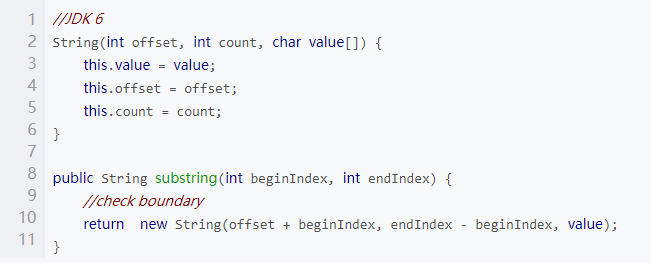 1 //JDK 6
2 String(int offset, int count, char value[]) {
3     this.value = value;
4     this.offset = offset;
5     this.count = count;
6 }
7
8 public String substring(int beginIndex, int endIndex) {
9     //check boundary
10     return  new String(offset + beginIndex, endIndex - beginIndex, value);
11 }